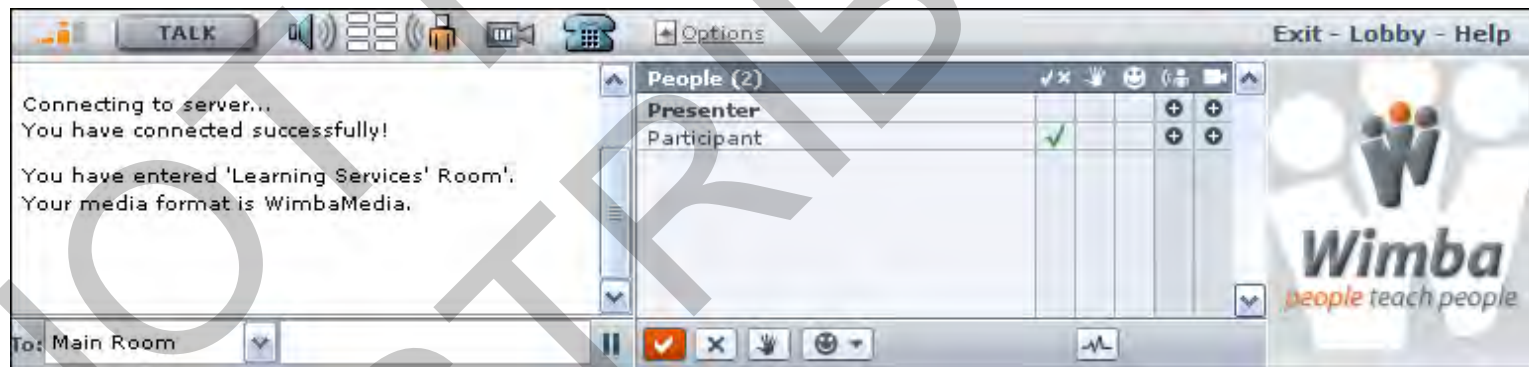 TALK
Options
Exit - Lobby - Help
Connecting to server...
You have connected successfully!
You have entered 'Learning Services' Room'.
Your media format is WimbaMedia.
To: Main Room
People (2)
Presenter
Participant
Wimba
people teach people